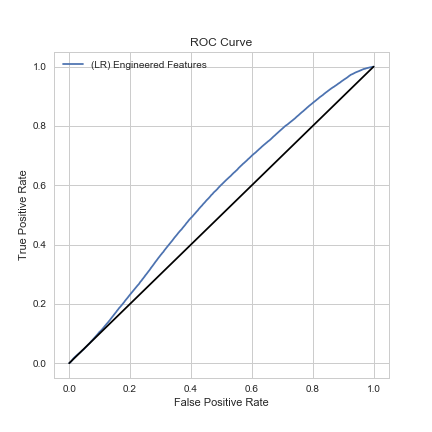 ROC Curve
(LR) Engineered Features
1.0
0.8
0.6
0.4
0.2
0.0
True Positive Rate
0.0 0.2 0.4 0.6 0.8 1.0
False Positive Rate